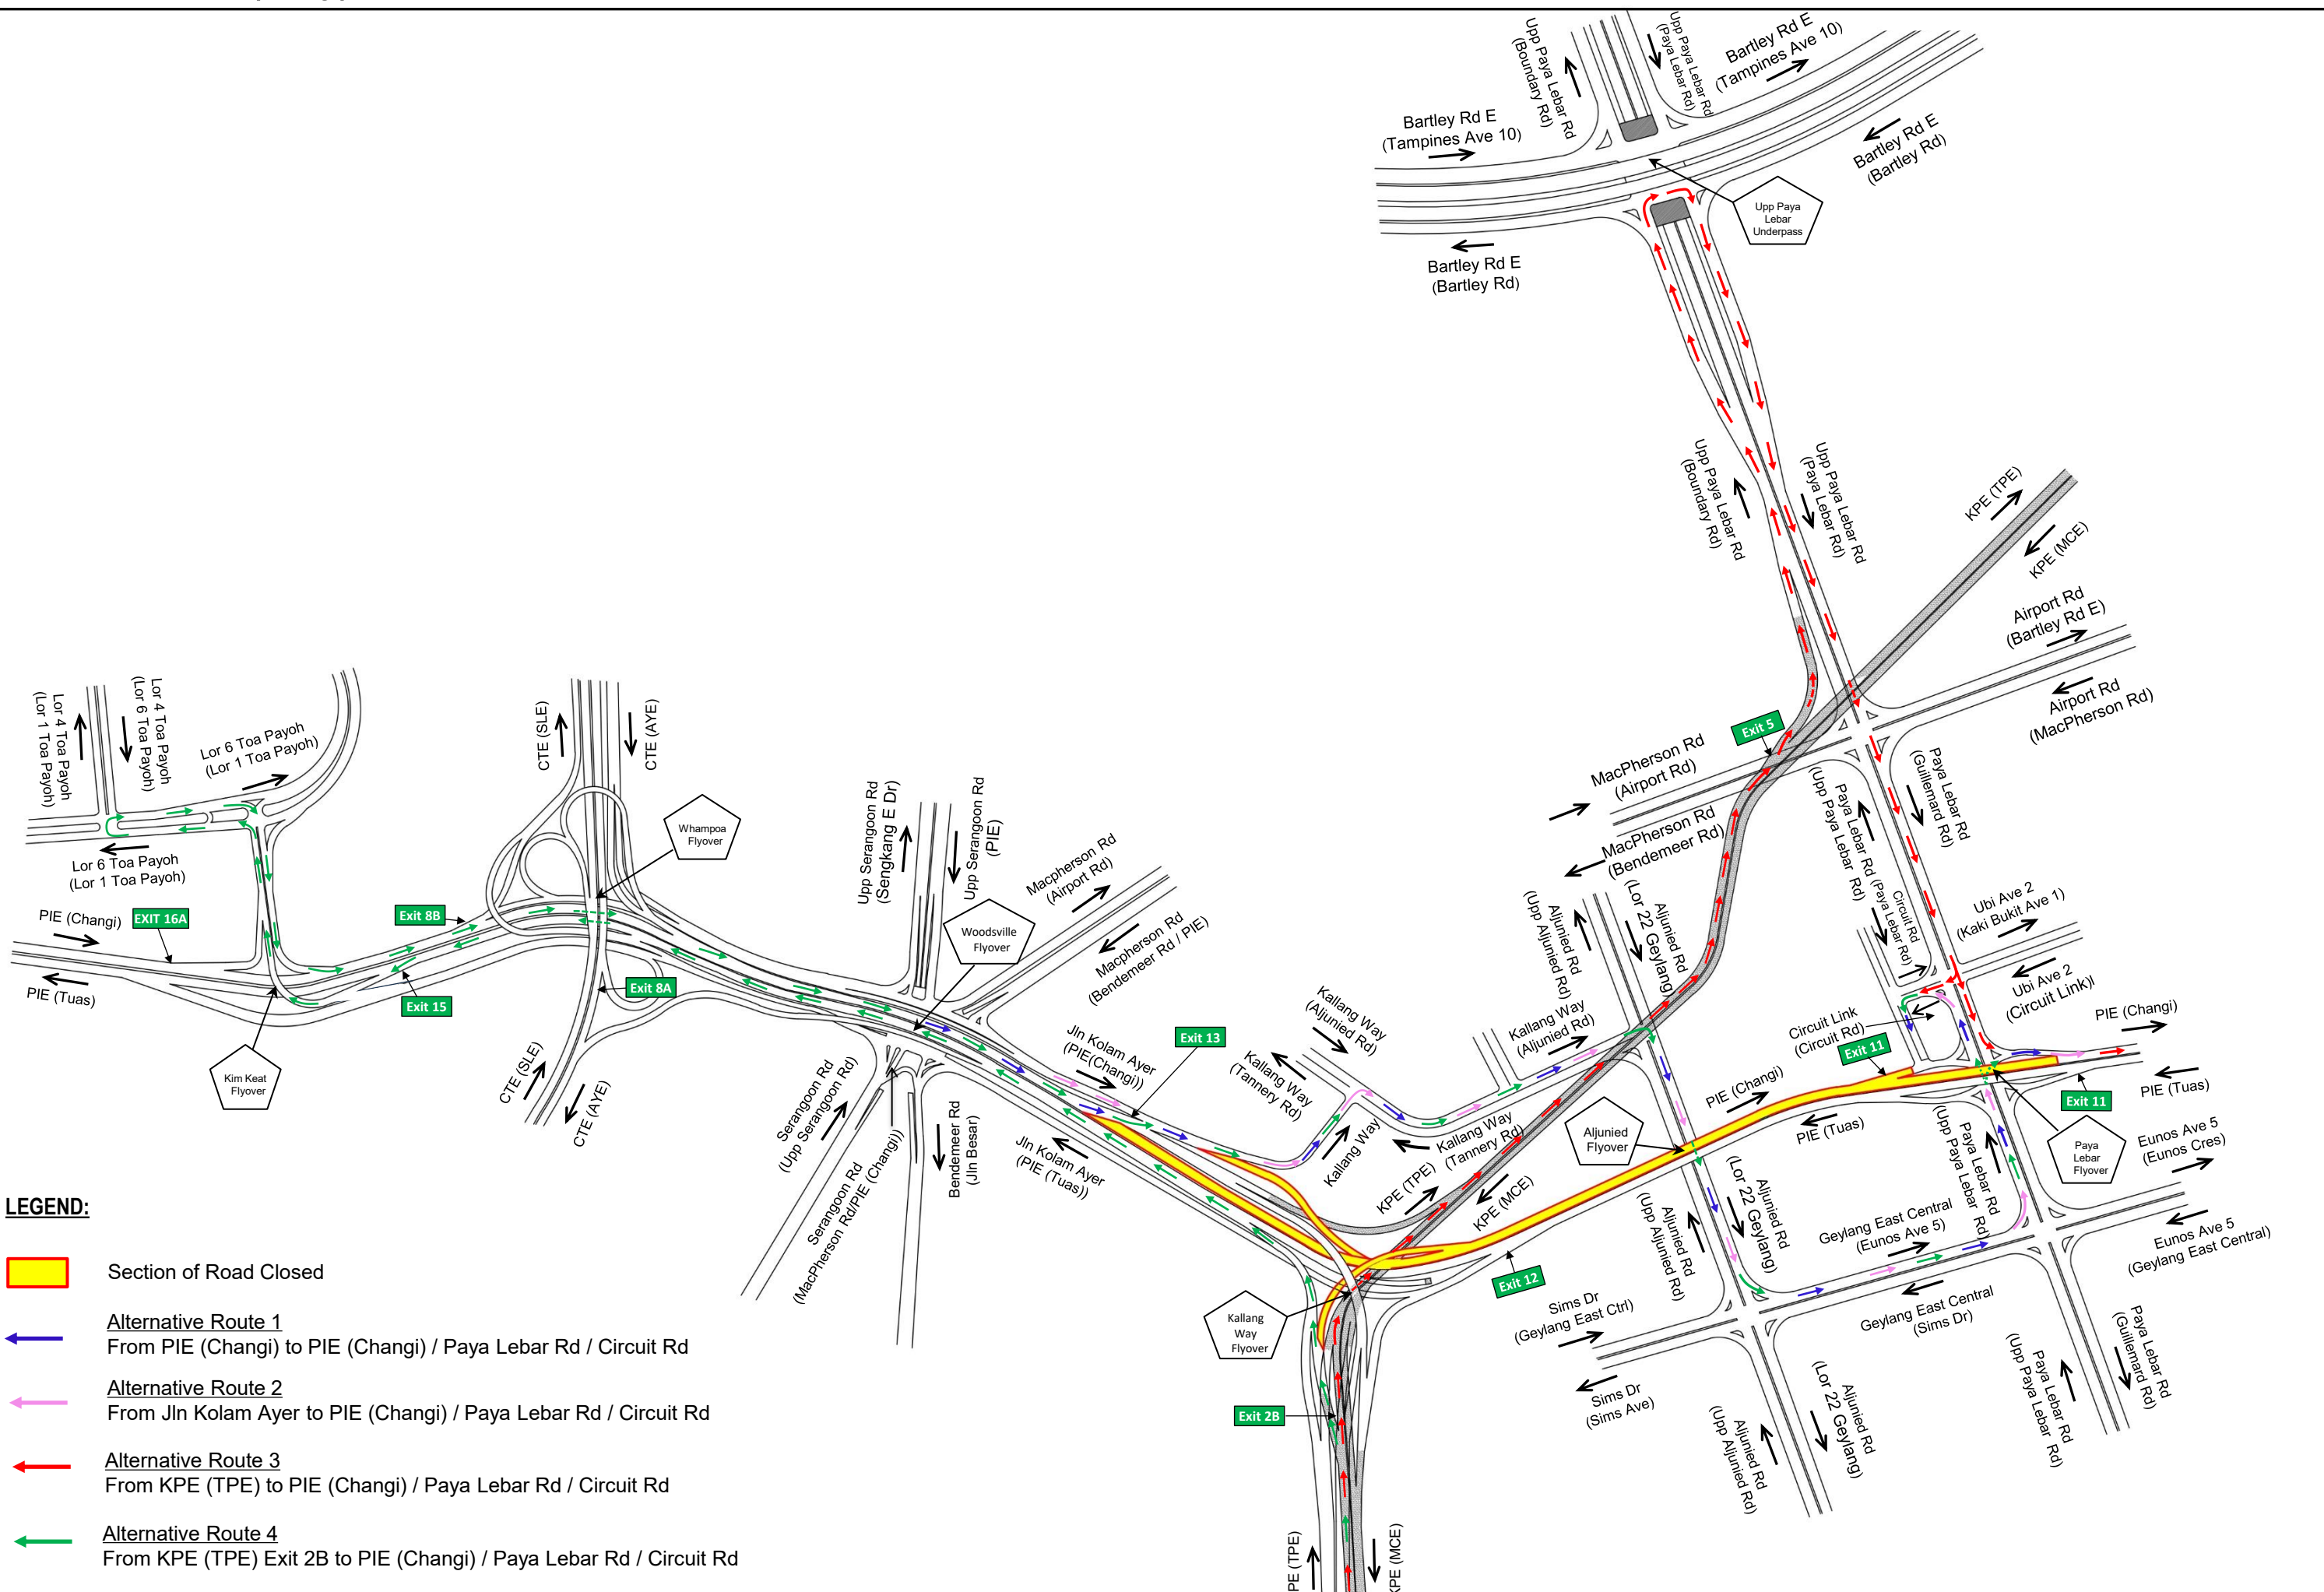 Upp Paya Lebar Rd
(Boundary Rd)
Upp Paya Lebar Rd
(Paya Lebar Rd)
Bartley Rd E
(Tampines Ave 10)
Bartley Rd E
(Tampines Ave 10)
Bartley Rd E
(Bartley Rd)
Upp Paya
Lebar
Underpass
Bartley Rd E
(Bartley Rd)
Upp Paya Lebar Rd
(Boundary Rd)
Upp Paya Lebar Rd
(Paya Lebar Rd)
KPE (TPE)
KPE (MCE)
Airport Rd
(Bartley Rd E)
Airport Rd
(MacPherson Rd)
Exit 5
MacPherson Rd
(Airport Rd)
MacPherson Rd
(Bendemeer Rd)
Paya Lebar Rd
(Upp Paya Lebar Rd)
Paya Lebar Rd
(Guillemard Rd)
Circuit Rd
(Paya Lebar Rd)
Ubi Ave 2
(Kaki Bukit Ave 1)
Ubi Ave 2
(Circuit Link)l
Circuit Link
(Circuit Rd)
Exit 11
PIE (Changi)
PIE (Tuas)
Exit 11
Lor 4 Toa Payoh
(Lor 1 Toa Payoh)
Lor 4 Toa Payoh
(Lor 6 Toa Payoh)
Lor 6 Toa Payoh
(Lor 1 Toa Payoh)
Lor 6 Toa Payoh
(Lor 1 Toa Payoh)
PIE (Changi)
EXIT 16A
PIE (Tuas)
Kim Keat
Flyover
Exit 8B
Exit 15
CTE (SLE)
CTE (AYE)
Whampoa
Flyover
Exit 8A
CTE (SLE)
CTE (AYE)
Upp Serangoon Rd
(Sengkang E Dr)
Upp Serangoon Rd
(PIE)
Woodsville
Flyover
Macpherson Rd
(Airport Rd)
Macpherson Rd
(Bendemeer Rd / PIE)
Serangoon Rd
(Upp Serangoon Rd)
Serangoon Rd
(MacPherson Rd/PIE (Changi))
Bendemeer Rd
(Jln Besar)
Jln Kolam Ayer
(PIE(Changi))
Exit 13
Jln Kolam Ayer
(PIE (Tuas))
Kallang Way
(Aljunied Rd)
Kallang Way
(Tannery Rd)
Kallang Way
Kallang Way
(Aljunied Rd)
Kallang Way
(Tannery Rd)
Aljunied Rd
(Upp Aljunied Rd)
Aljunied Rd
(Lor 22 Geylang)
KPE (TPE)
KPE (MCE)
Aljunied
Flyover
PIE (Changi)
PIE (Tuas)
Exit 12
Kallang
Way
Flyover
Exit 2B
KPE (MCE)
Aljunied Rd
(Upp Aljunied Rd)
Aljunied Rd
(Lor 22 Geylang)
Sims Dr
(Geylang East Ctrl)
Sims Dr
(Sims Ave)
Geylang East Central
(Eunos Ave 5)
Geylang East Central
(Sims Dr)
Paya Lebar Rd
(Upp Paya Lebar Rd)
Paya
Lebar
Flyover
Eunos Ave 5
(Eunos Cres)
Eunos Ave 5
(Geylang East Central)
Aljunied Rd
(Upp Aljunied Rd)
Aljunied Rd
(Lor 22 Geylang)
Paya Lebar Rd
(Upp Paya Lebar Rd)
Paya Lebar Rd
(Guillemard Rd)
LEGEND:
Section of Road Closed
Alternative Route 1
From PIE (Changi) to PIE (Changi) / Paya Lebar Rd / Circuit Rd
Alternative Route 2
From Jln Kolam Ayer to PIE (Changi) / Paya Lebar Rd / Circuit Rd
Alternative Route 3
From KPE (TPE) to PIE (Changi) / Paya Lebar Rd / Circuit Rd
Alternative Route 4
From KPE (TPE) Exit 2B to PIE (Changi) / Paya Lebar Rd / Circuit Rd